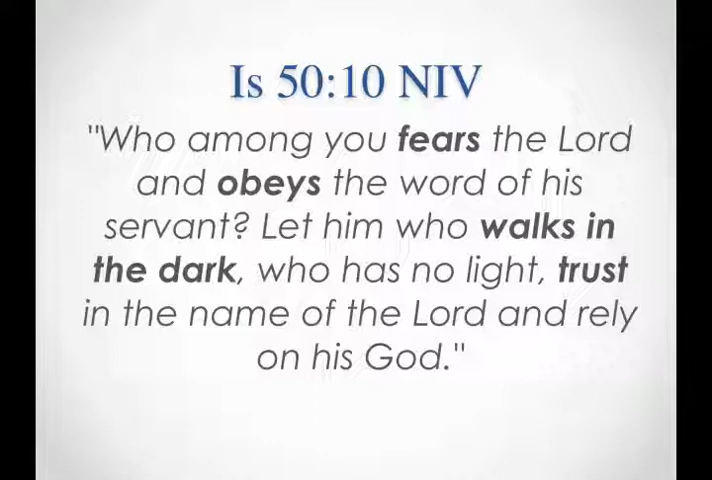 Is 50:10 NIV
"Who among you fears the Lord
and obeys the word of his
servant? Let him who walks in
the dark, who has no light, trust
in the name of the Lord and rely
on his God."